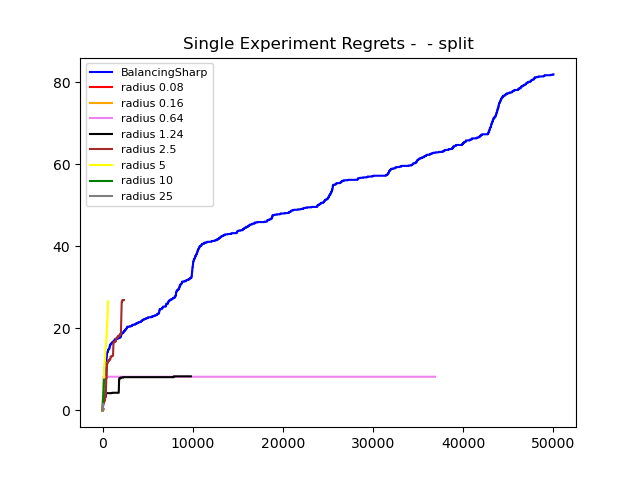 Single Experiment Regrets -  - split
80
60
40
20
0
BalancingSharp
radius 0.08
radius 0.16
radius 0.64
radius 1.24
radius 2.5
radius 5
radius 10
radius 25
0 10000 20000 30000 40000 50000